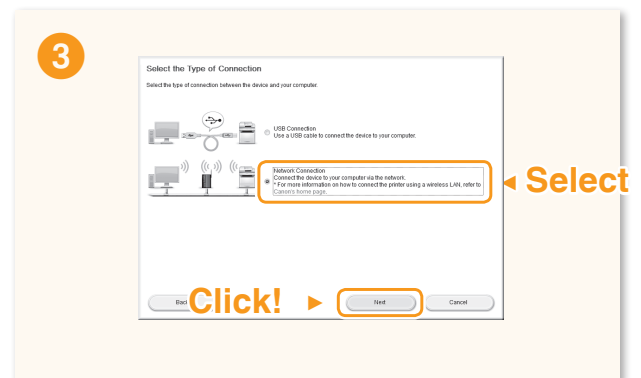 3
Select the Type of Connection
Select the type of connection between the device and your computer.
USB Connection
Use a USB cable to connect the device to your computer.
Network Connection
Connect the device to your computer via the network.
* For more information on how to connect the printer using a wireless LAN, refer to
Canon's home page.
Select
Back
Click!
Next
Cancel